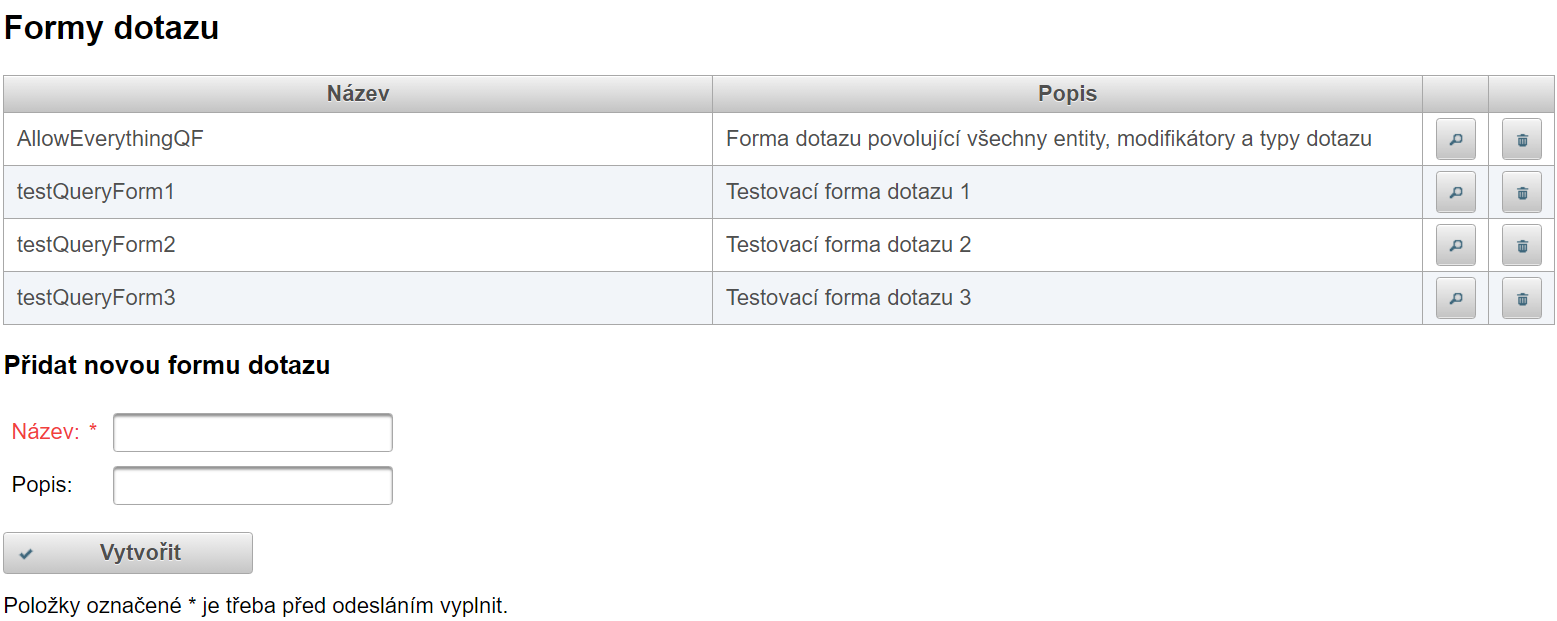 Formy dotazu
Název Popis
AllowEverythingQF Forma dotazu povolující všechny entity, modifikátory a typy dotazu
testQueryForm1 Testovací forma dotazu 1
testQueryForm2 Testovací forma dotazu 2
testQueryForm3 Testovací forma dotazu 3
Přidat novou formu dotazu
Název: *
Popis:
Vytvořit
Položky označené * je třeba před odesláním vyplnit.